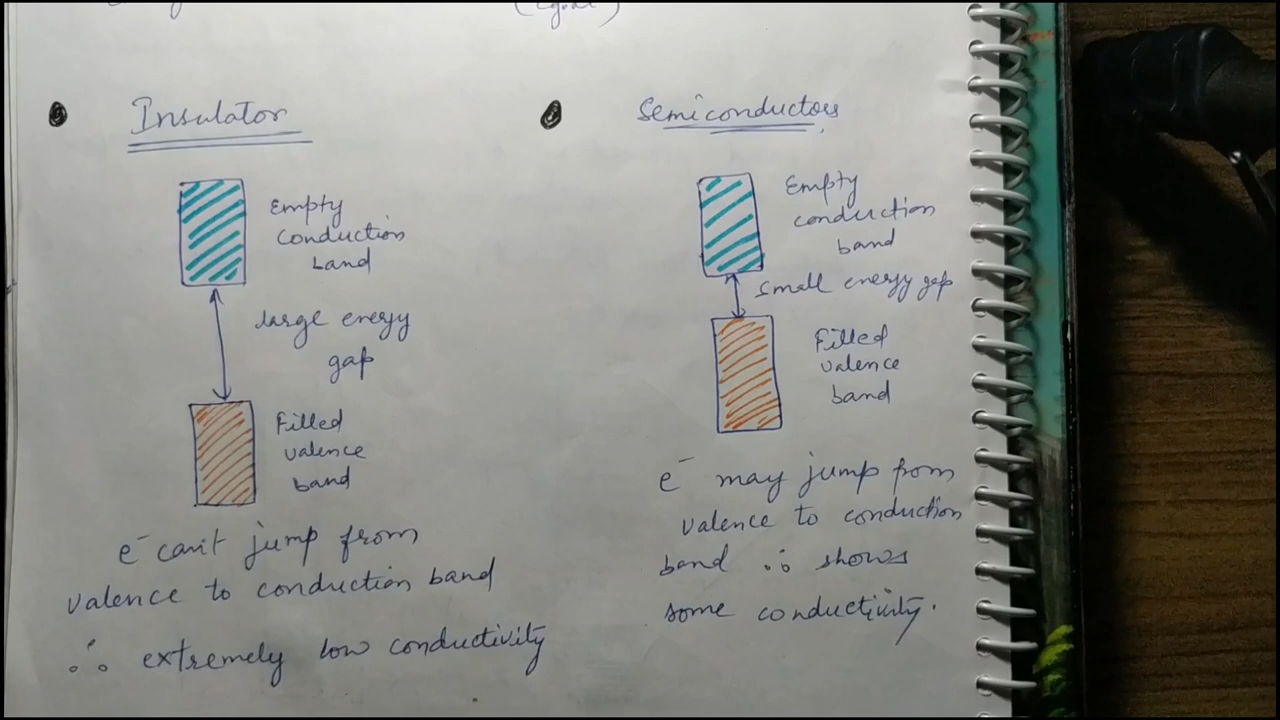 Insulator
Empty
conduction
band
large energy
gap
Filled
valence
band
e⁻ can't jump from
valence to conduction band
∴ extremely low conductivity
Semiconductors
Empty
conduction
band
small energy gap
Filled
valence
band
e⁻ may jump from
valence to conduction
band ∴ shows
some conductivity.